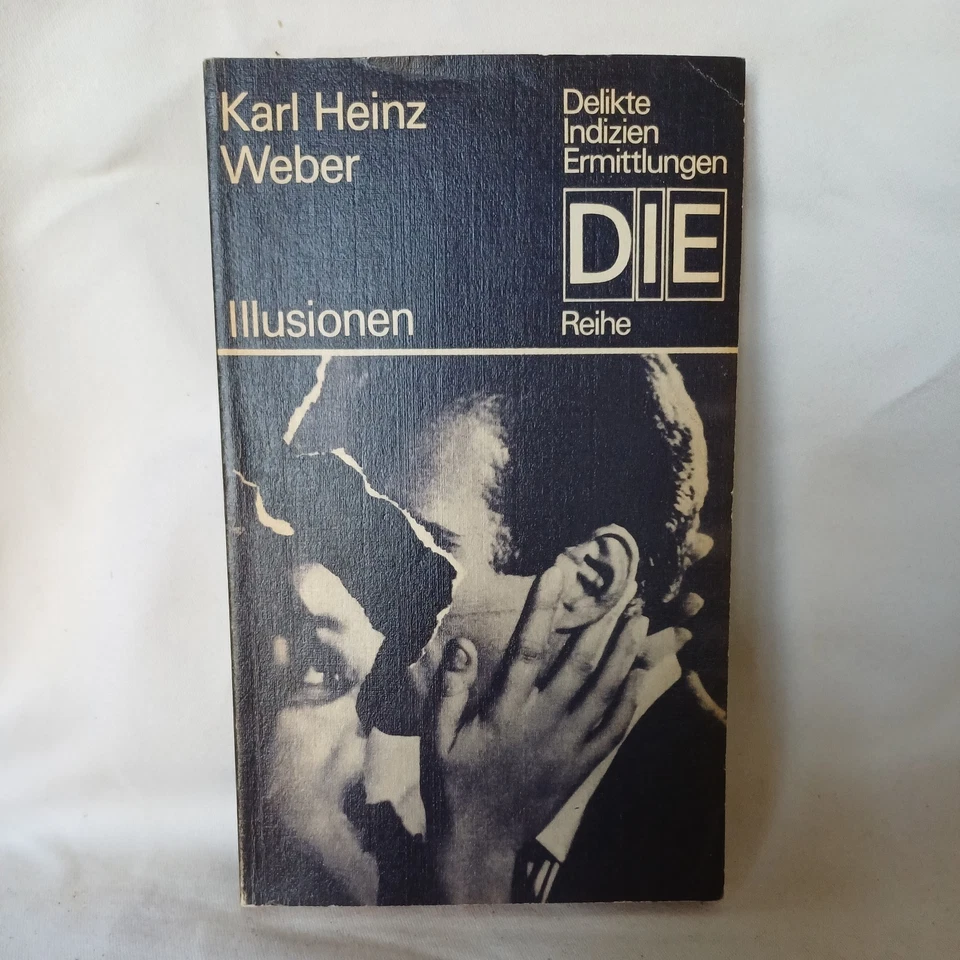 Karl Heinz
Weber
Illusionen
Delikte
Indizien
Ermittlungen
DIE
Reihe